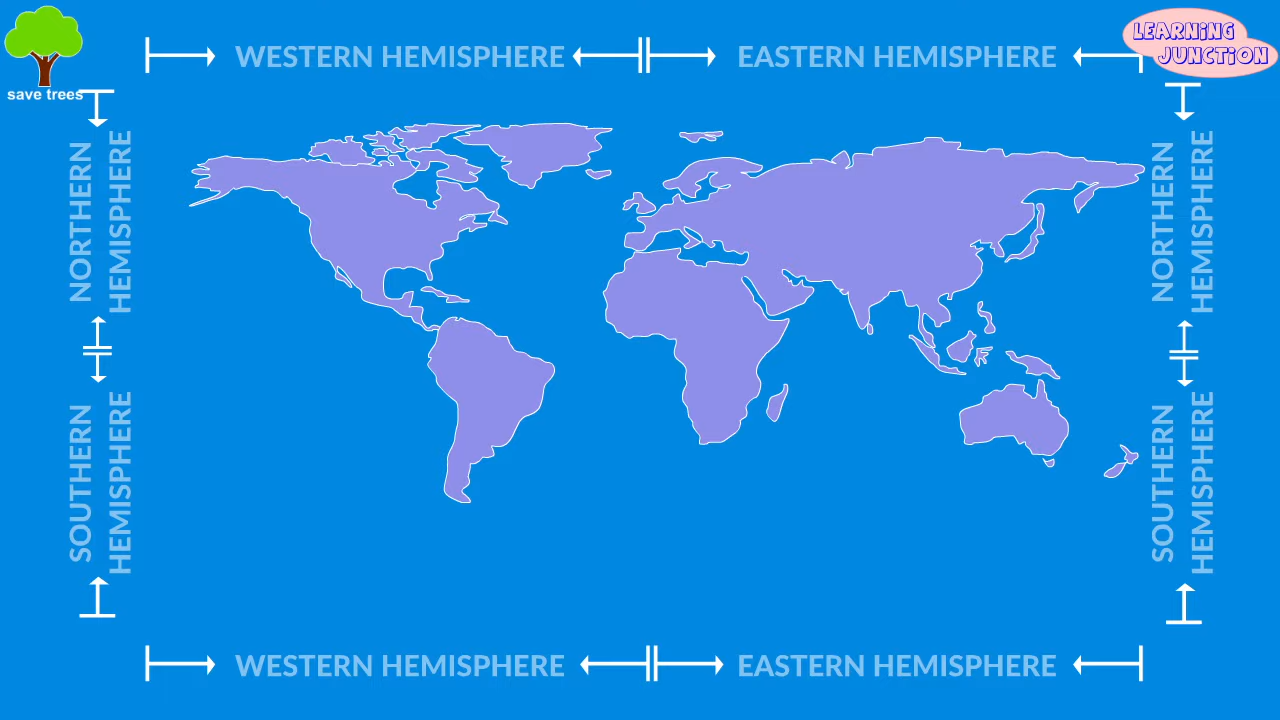 WESTERN HEMISPHERE
EASTERN HEMISPHERE
LEARNING
JUNCTION
save trees
NORTHERN
HEMISPHERE
NORTHERN
HEMISPHERE
SOUTHERN
HEMISPHERE
SOUTHERN
HEMISPHERE
WESTERN HEMISPHERE
EASTERN HEMISPHERE